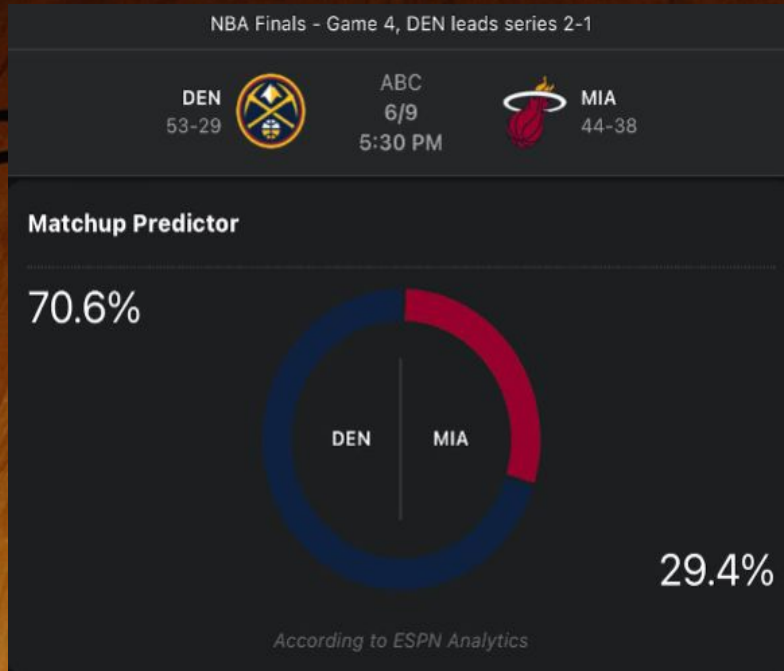 NBA Finals - Game 4, DEN leads series 2-1
DEN
53-29
ABC
6/9
5:30 PM
MIA
44-38
Matchup Predictor
70.6%
DEN
MIA
29.4%
According to ESPN Analytics